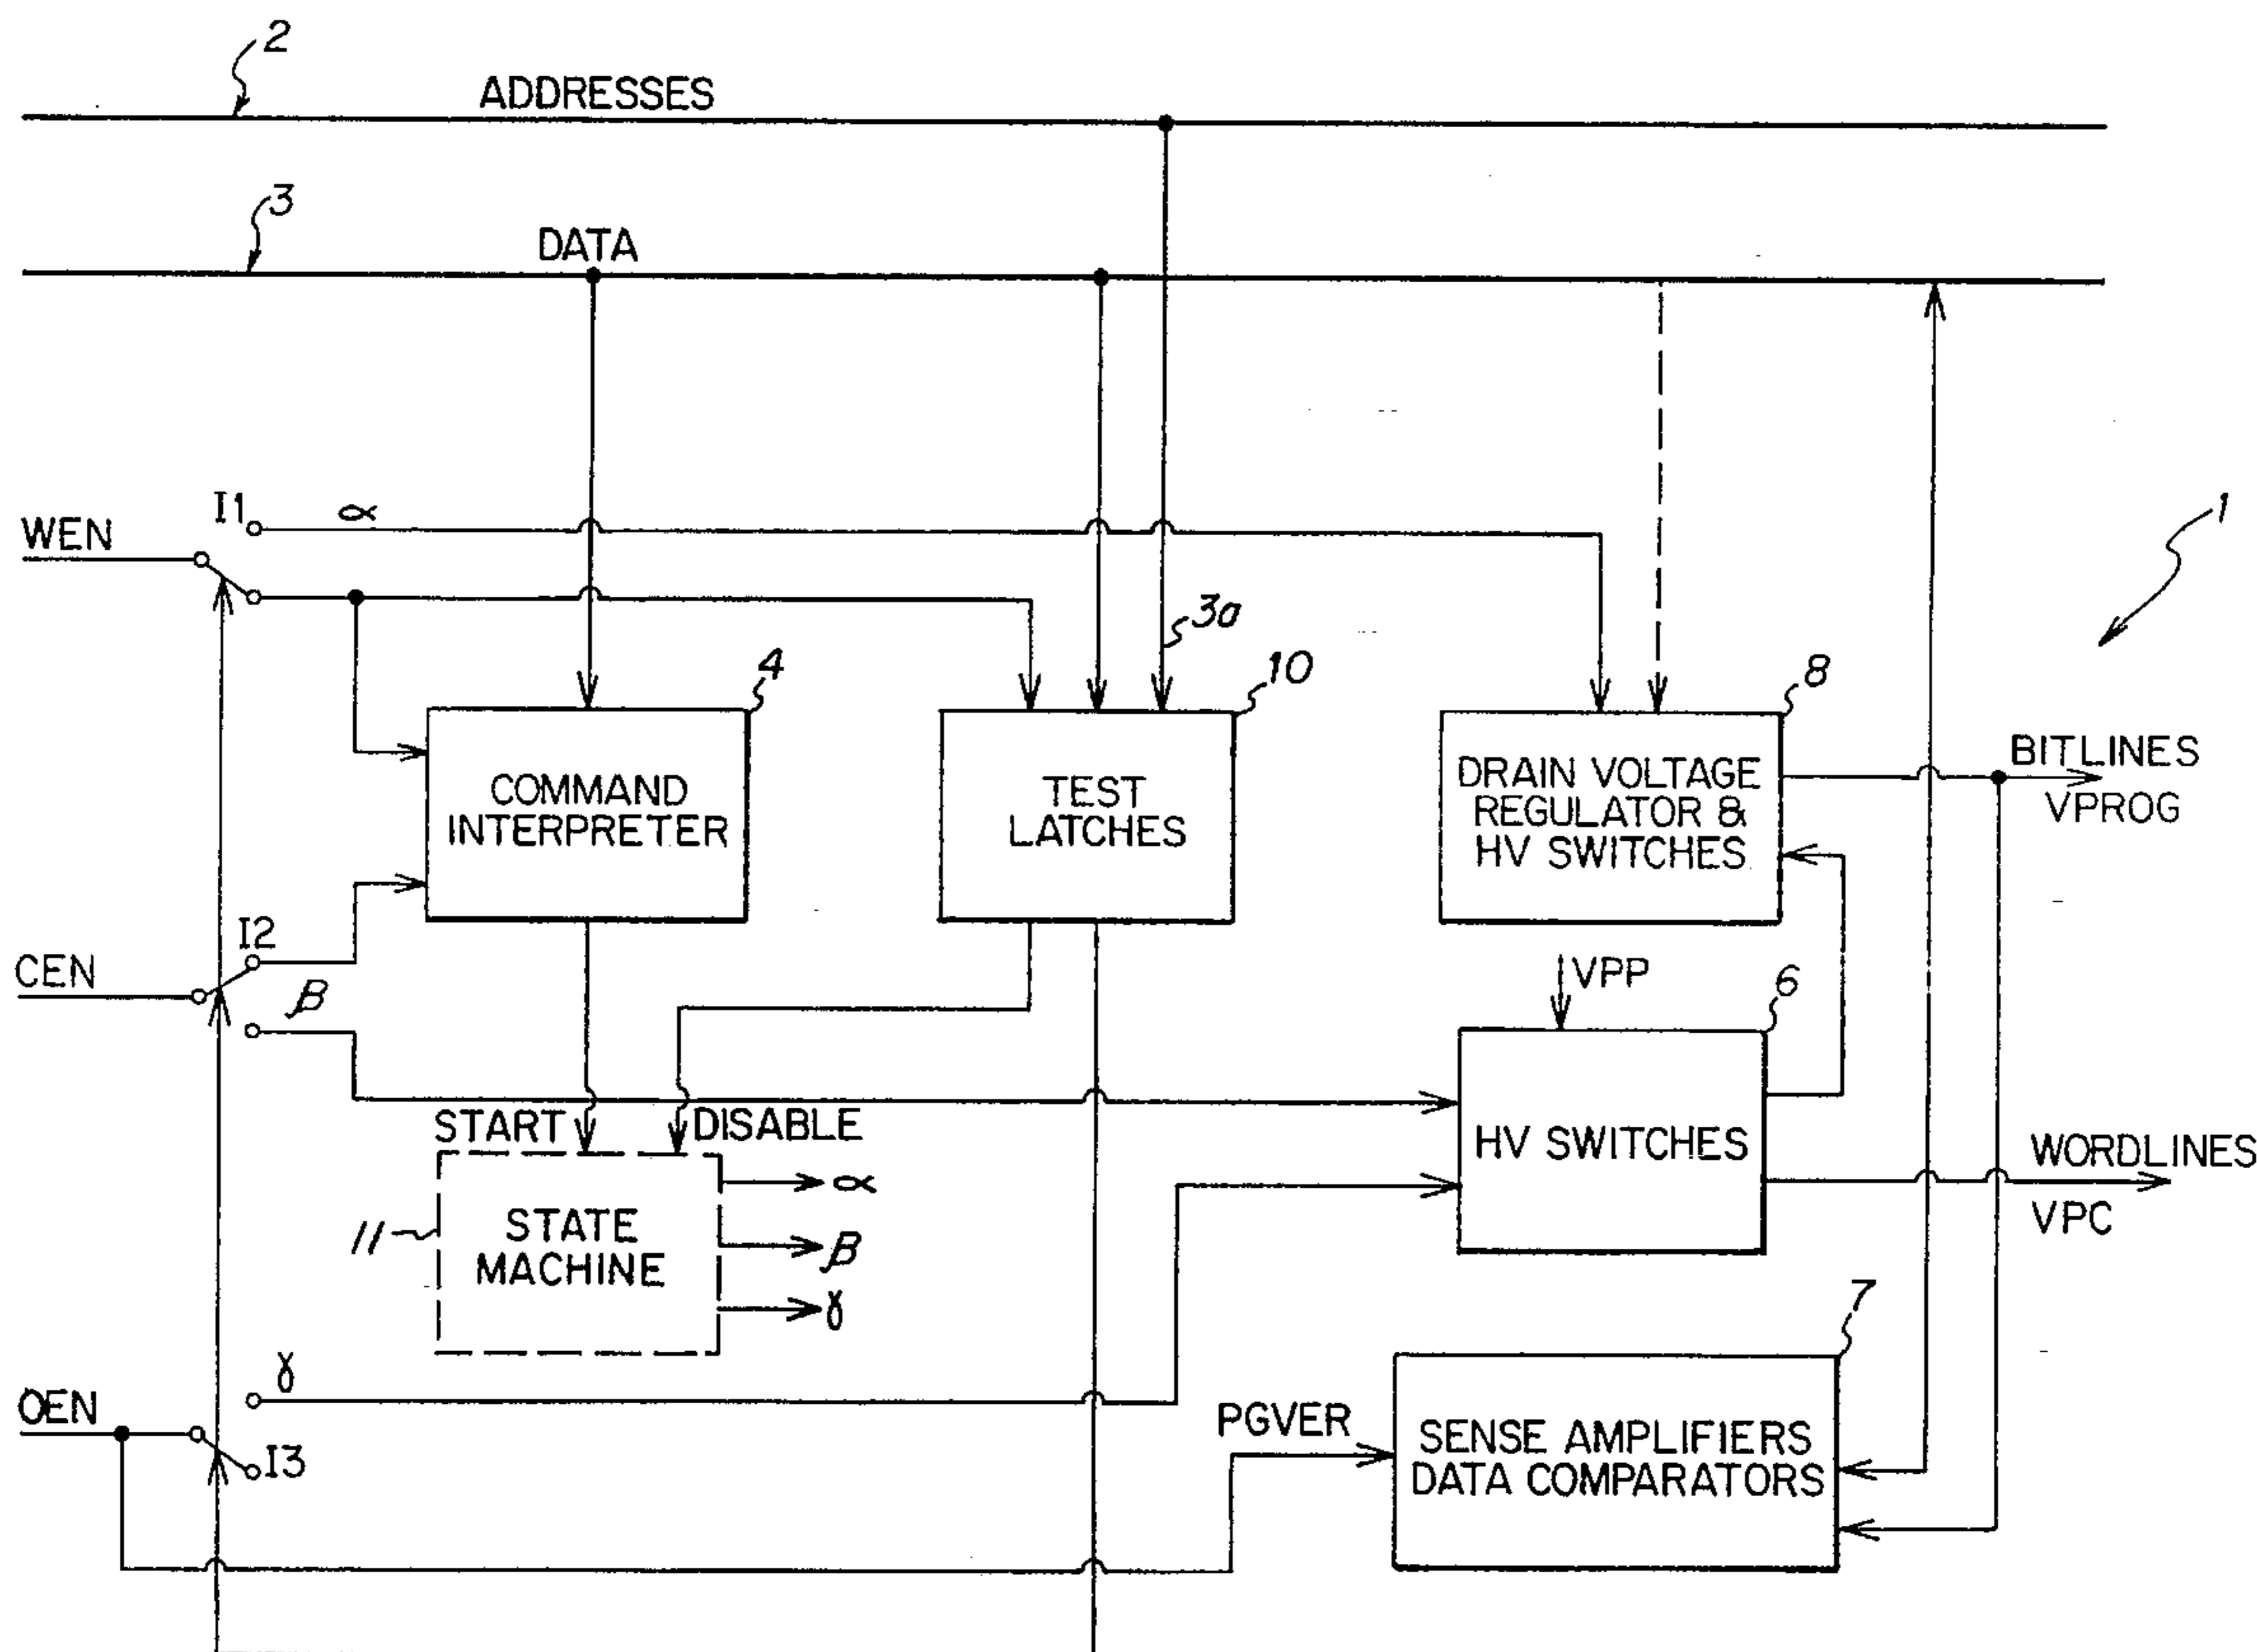 2
ADDRESSES
3
DATA
I1
α
WEN
1
3a
4
10
8
COMMAND
INTERPRETER
TEST
LATCHES
DRAIN VOLTAGE
REGULATOR &
HV SWITCHES
BITLINES
VPROG
I2
CEN
β
VPP
6
START
DISABLE
HV SWITCHES
WORDLINES
VPC
11
STATE
MACHINE
α
β
γ
7
γ
OEN
I3
PGVER
SENSE AMPLIFIERS
DATA COMPARATORS